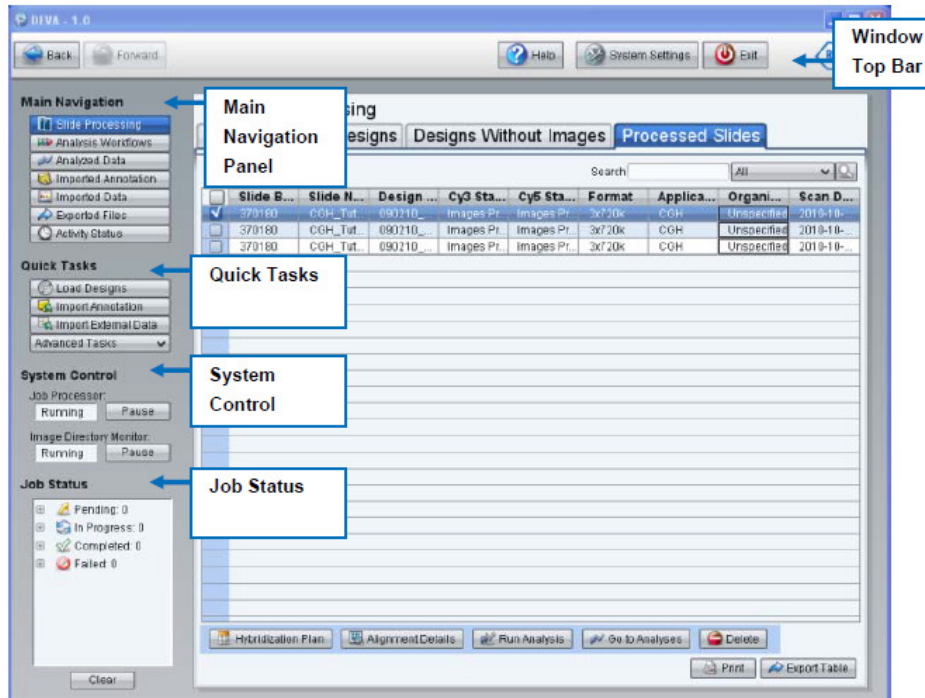 DEVA - 1.0
Back
Forward
Help
System Settings
Exit
Window
Top Bar
Main Navigation
Slide Processing
Analysis Workflows
Analyzed Data
Imported Annotation
Imported Data
Exported Files
Activity Status
Main
Navigation
Panel
Designs Without Images
Processed Slides
Search
All
Slide B... Slide N... Design ... Cy3 Sta... Cy5 Sta... Format Applica... Organi... Scan D...
370180 CGH_Tut... 090210_... Images Pr... Images Pr... 3x720k CGH Unspecified 2010-10-...
370180 CGH_Tut... 090210_... Images Pr... Images Pr... 3x720k CGH Unspecified 2010-10-...
370180 CGH_Tut... 090210_... Images Pr... Images Pr... 3x720k CGH Unspecified 2010-10-...
Quick Tasks
Load Designs
Import Annotation
Import External Data
Advanced Tasks
Quick Tasks
System Control
Job Processor:
Running Pause
Image Directory Monitor:
Running Pause
System
Control
Job Status
Pending: 0
In Progress: 0
Completed: 0
Failed: 0
Clear
Job Status
Hybridization Plan
Alignment Details
Run Analysis
Go to Analyses
Delete
Print
Export Table